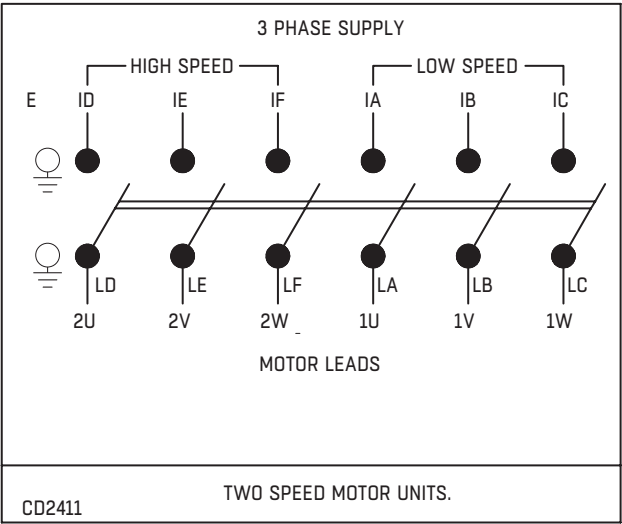 3 PHASE SUPPLY
HIGH SPEED LOW SPEED
E ID IE IF IA IB IC
LD LE LF LA LB LC
2U 2V 2W 1U 1V 1W
MOTOR LEADS
TWO SPEED MOTOR UNITS.
CD2411